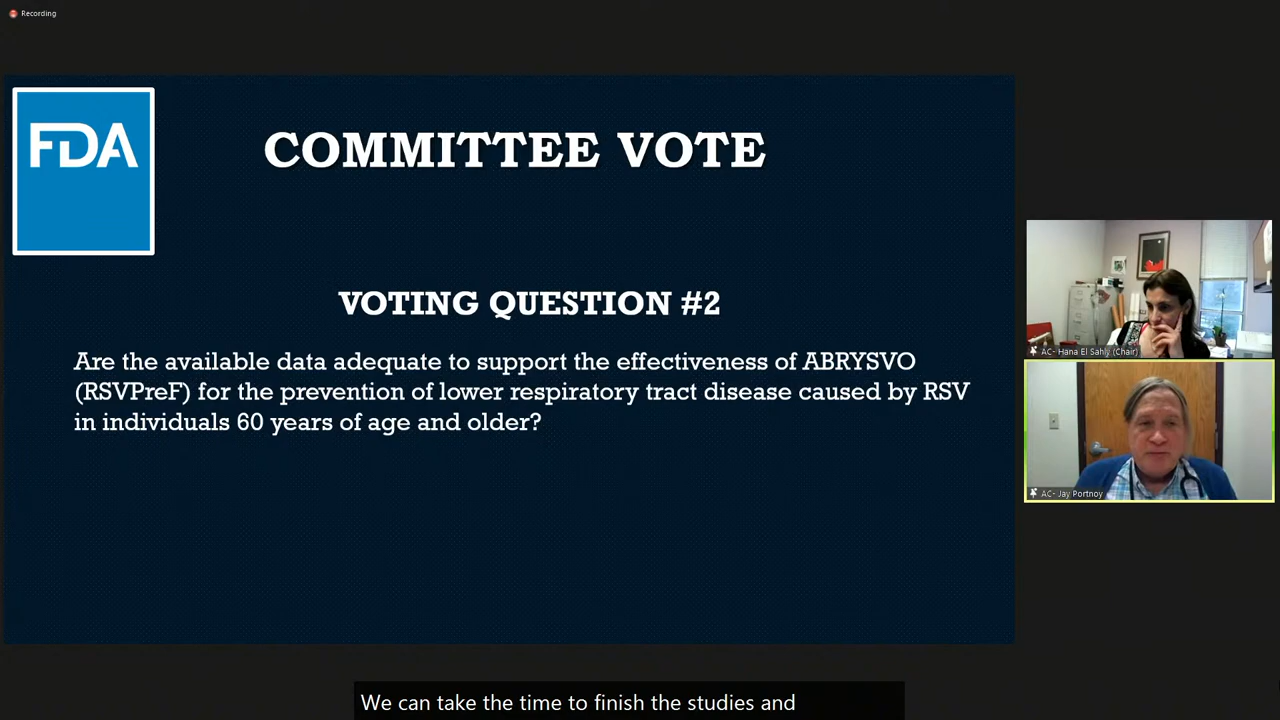 Recording
FDA
COMMITTEE VOTE
VOTING QUESTION #2
Are the available data adequate to support the effectiveness of ABRYSVO
(RSVPreF) for the prevention of lower respiratory tract disease caused by RSV
in individuals 60 years of age and older?
AC- Hana El Sahly (Chair)
AC- Jay Portnoy
We can take the time to finish the studies and